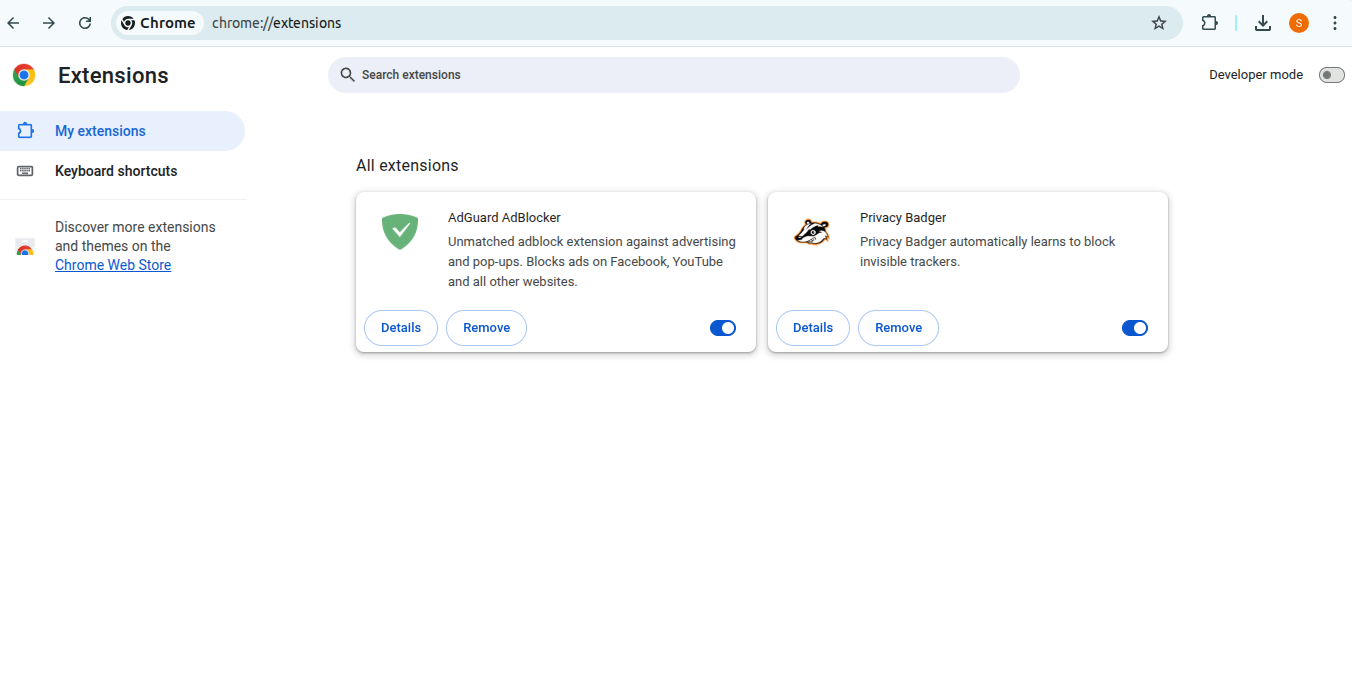 Chrome
chrome://extensions
S
Extensions
Search extensions
Developer mode
My extensions
Keyboard shortcuts
Discover more extensions
and themes on the
Chrome Web Store
All extensions
AdGuard AdBlocker
Unmatched adblock extension against advertising
and pop-ups. Blocks ads on Facebook, YouTube
and all other websites.
Details
Remove
Privacy Badger
Privacy Badger automatically learns to block
invisible trackers.
Details
Remove